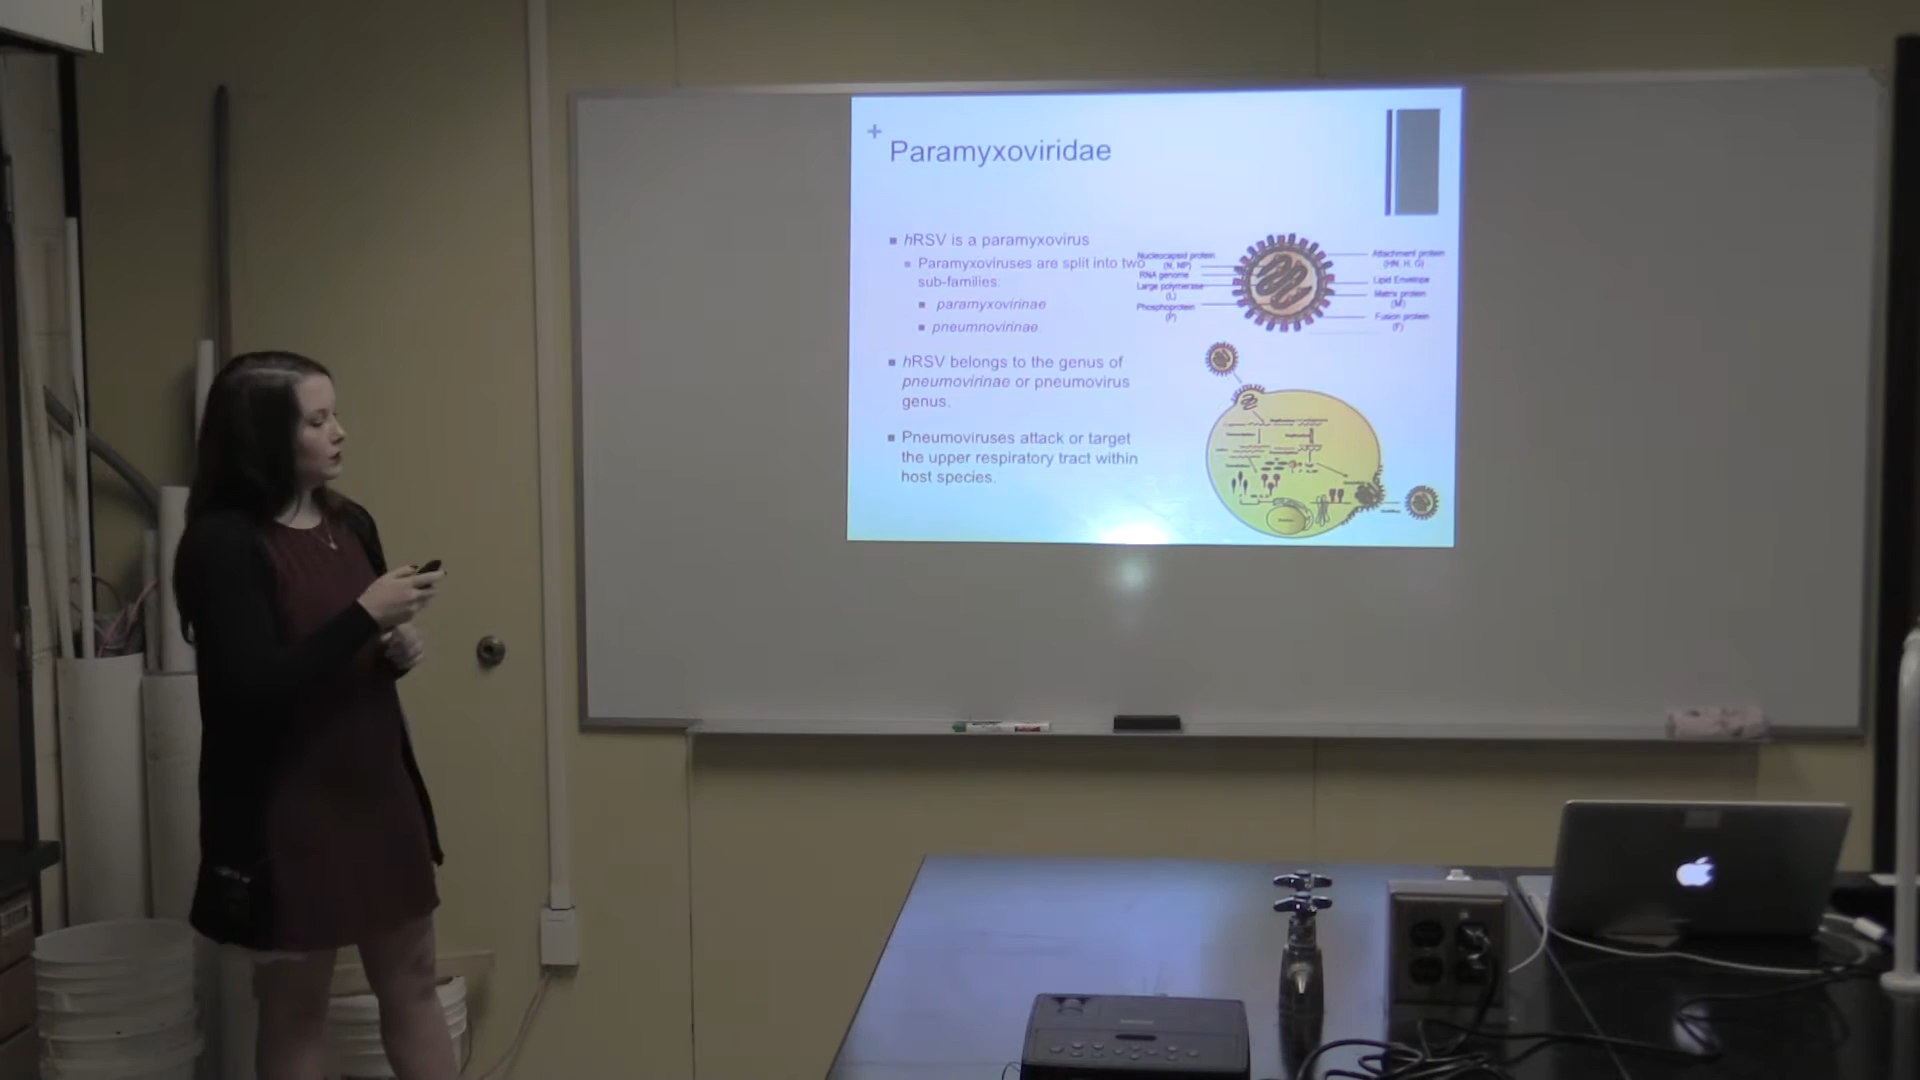 +
Paramyxoviridae
hRSV is a paramyxovirus
Paramyxoviruses are split into two
sub-families.
paramyxovirinae
pneumnovirinae
hRSV belongs to the genus of
pneumovirinae or pneumovirus
genus.
Pneumoviruses attack or target
the upper respiratory tract within
host species.
Nucleocapsid protein
(N, NP)
RNA genome
Large polymerase
(L)
Phosphoprotein
(P)
Attachment protein
(HN, H, G)
Lipid Envelope
Matrix protein
(M)
Fusion protein
(F)